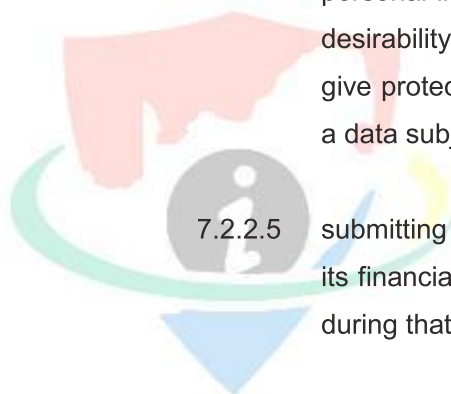 desirability
give protec
a data sub
7.2.2.5 submitting
its financia
during that